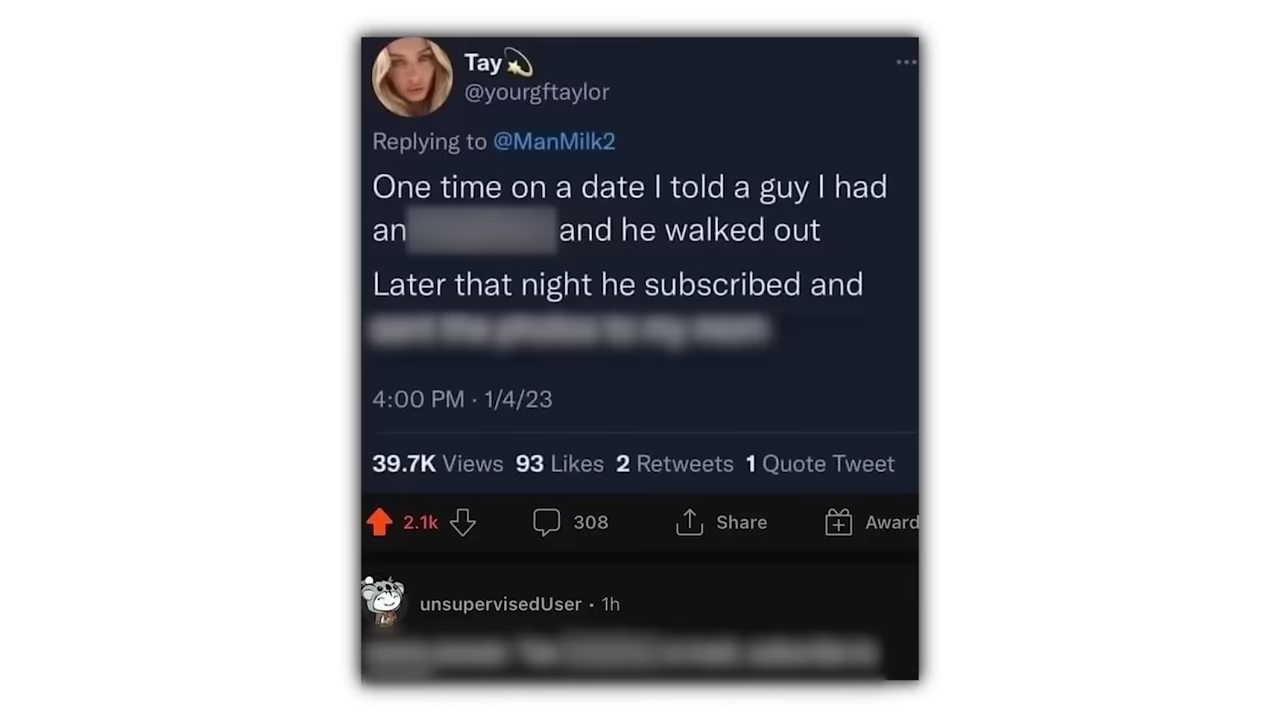 Tay
@yourgftaylor
Replying to @ManMilk2
One time on a date I told a guy I had
an and he walked out
Later that night he subscribed and
4:00 PM · 1/4/23
39.7K Views 93 Likes 2 Retweets 1 Quote Tweet
2.1k 308 Share Award
unsupervisedUser · 1h